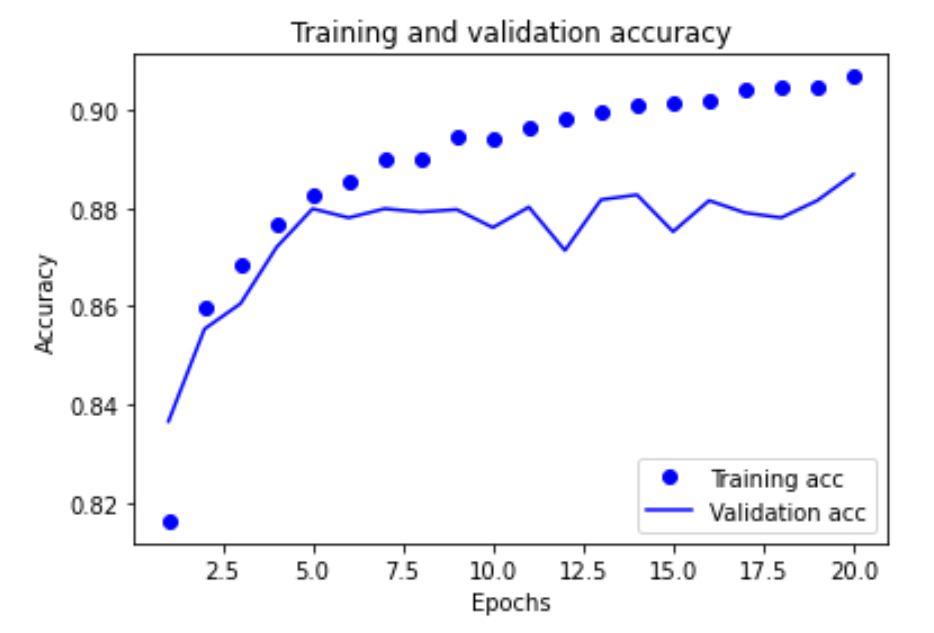 Training and validation accuracy
0.90
0.88
0.86
0.84
0.82
Accuracy
Training acc
Validation acc
2.5 5.0 7.5 10.0 12.5 15.0 17.5 20.0
Epochs